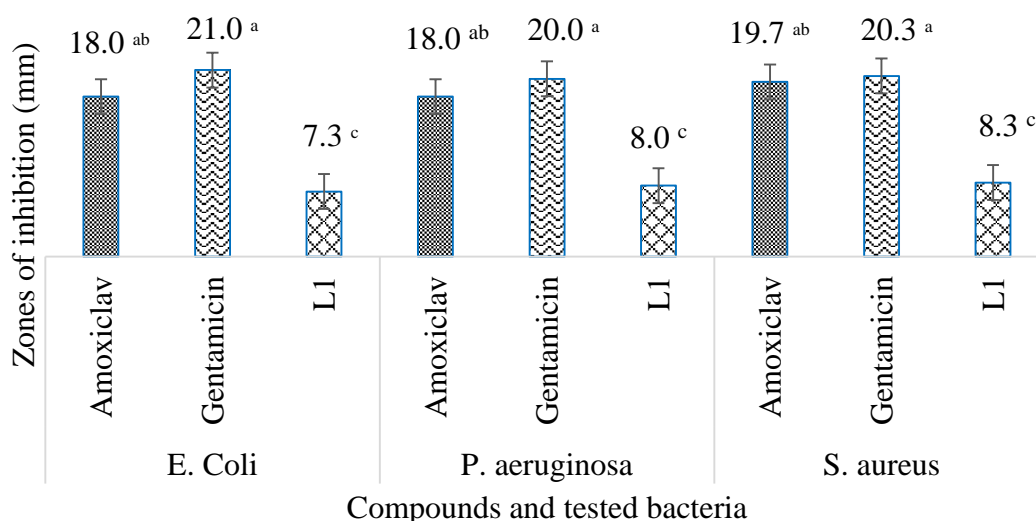 Zones of inhibition (mm)
18.0 ab
21.0 a
7.3 c
18.0 ab
20.0 a
8.0 c
19.7 ab
20.3 a
8.3 c
Amoxiclav
Gentamicin
L1
Amoxiclav
Gentamicin
L1
Amoxiclav
Gentamicin
L1
E. Coli
P. aeruginosa
S. aureus
Compounds and tested bacteria